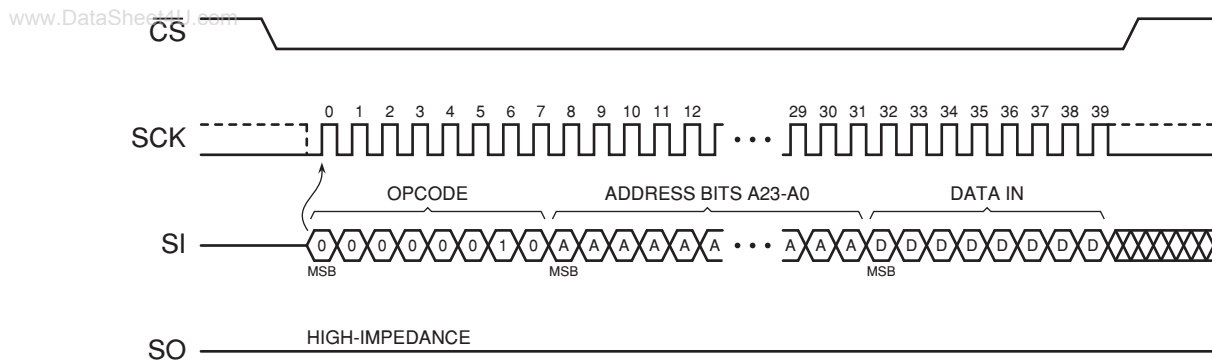 www.DataSheet4U.com
CS
0 1 2 3 4 5 6 7 8 9 10 11 12 29 30 31 32 33 34 35 36 37 38 39
SCK
OPCODE ADDRESS BITS A23-A0 DATA IN
SI 0 0 0 0 0 0 1 0 A A A A A A A A A D D D D D D D D
MSB MSB MSB
HIGH-IMPEDANCE
SO